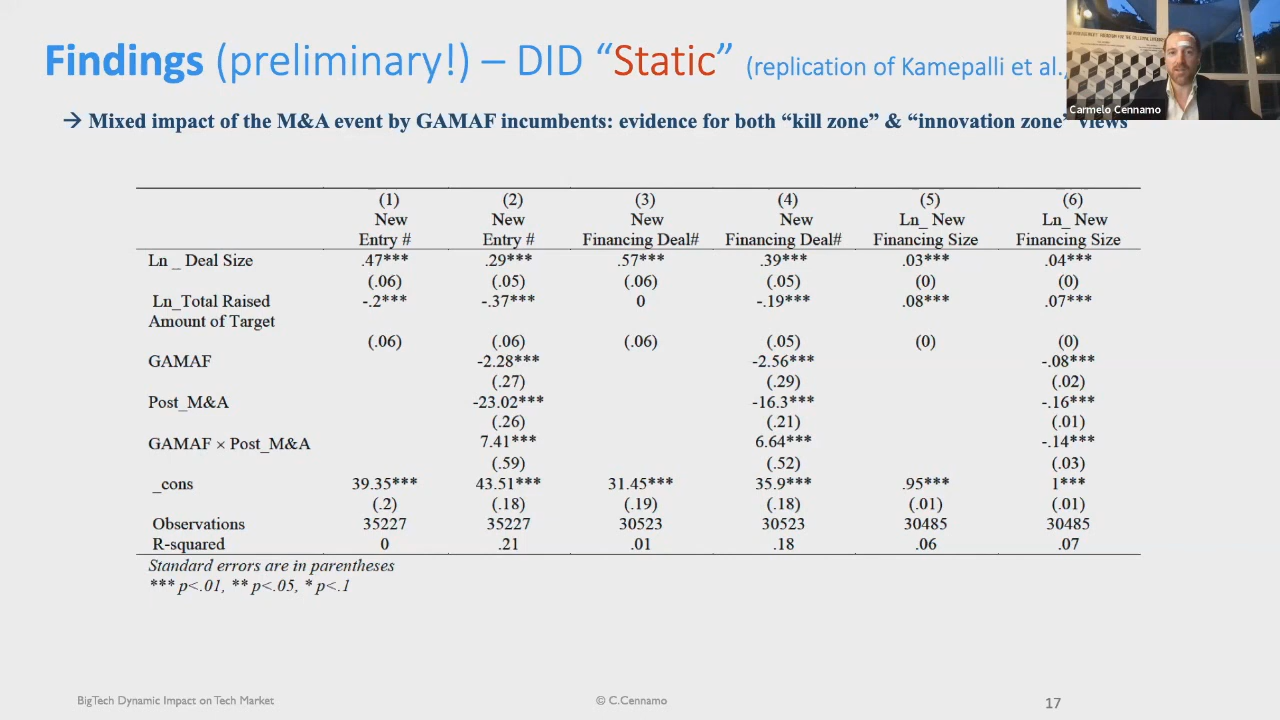 Findings (preliminary!) – DID “Static” (replication of Kamepalli et al.
→ Mixed impact of the M&A event by GAMAF incumbents: evidence for both “kill zone” & “innovation zone” views
Carmelo Cennamo
(1) (2) (3) (4) (5) (6)
New New New New Ln_ New Ln_ New
Entry # Entry # Financing Deal# Financing Deal# Financing Size Financing Size
Ln _ Deal Size .47*** .29*** .57*** .39*** .03*** .04***
(.06) (.05) (.06) (.05) (0) (0)
Ln_Total Raised -.2*** -.37*** 0 -.19*** .08*** .07***
Amount of Target
(.06) (.06) (.06) (.05) (0) (0)
GAMAF -2.28*** -2.56*** -.08***
(.27) (.29) (.02)
Post_M&A -23.02*** -16.3*** -.16***
(.26) (.21) (.01)
GAMAF × Post_M&A 7.41*** 6.64*** -.14***
(.59) (.52) (.03)
_cons 39.35*** 43.51*** 31.45*** 35.9*** .95*** 1***
(.2) (.18) (.19) (.18) (.01) (.01)
Observations 35227 35227 30523 30523 30485 30485
R-squared 0 .21 .01 .18 .06 .07
Standard errors are in parentheses
*** p<.01, ** p<.05, * p<.1
BigTech Dynamic Impact on Tech Market © C.Cennamo 17